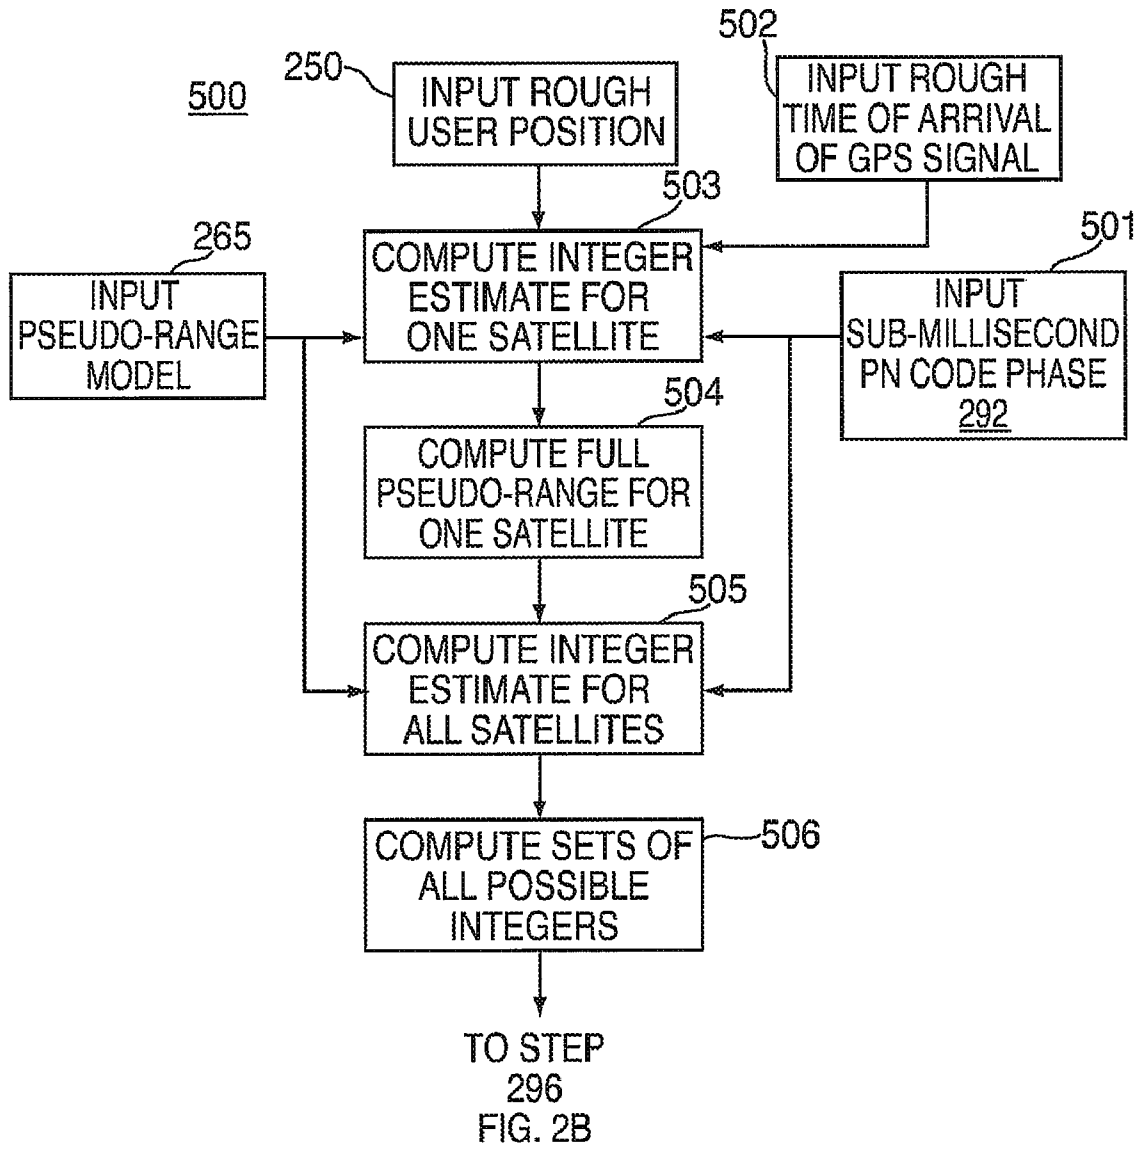 500
250
INPUT ROUGH
USER POSITION
502
INPUT ROUGH
TIME OF ARRIVAL
OF GPS SIGNAL
503
COMPUTE INTEGER
ESTIMATE FOR
ONE SATELLITE
265
INPUT
PSEUDO-RANGE
MODEL
501
INPUT
SUB-MILLISECOND
PN CODE PHASE
292
504
COMPUTE FULL
PSEUDO-RANGE FOR
ONE SATELLITE
505
COMPUTE INTEGER
ESTIMATE FOR
ALL SATELLITES
506
COMPUTE SETS OF
ALL POSSIBLE
INTEGERS
TO STEP
296
FIG. 2B